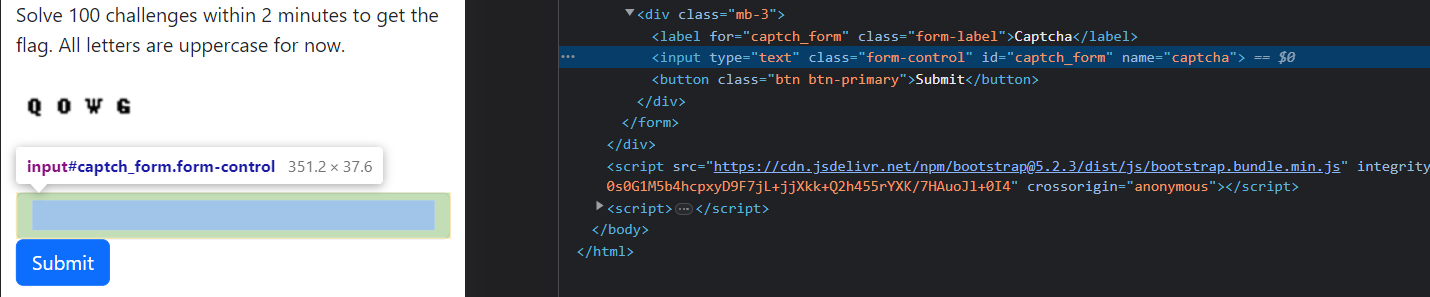 Solve 100 challenges within 2 minutes to get the
flag. All letters are uppercase for now.
Q O W G
input#captch_form.form-control 351.2 × 37.6
Submit
▼<div class="mb-3">
<label for="captch_form" class="form-label">Captcha</label>
⋯ <input type="text" class="form-control" id="captch_form" name="captcha"> == $0
<button class="btn btn-primary">Submit</button>
</div>
</form>
</div>
<script src="https://cdn.jsdelivr.net/npm/bootstrap@5.2.3/dist/js/bootstrap.bundle.min.js" integrity
0s0G1M5b4hcpxyD9F7jL+jjXkk+Q2h455rYXK/7HAuoJl+0I4" crossorigin="anonymous"></script>
▶<script>⋯</script>
</body>
</html>